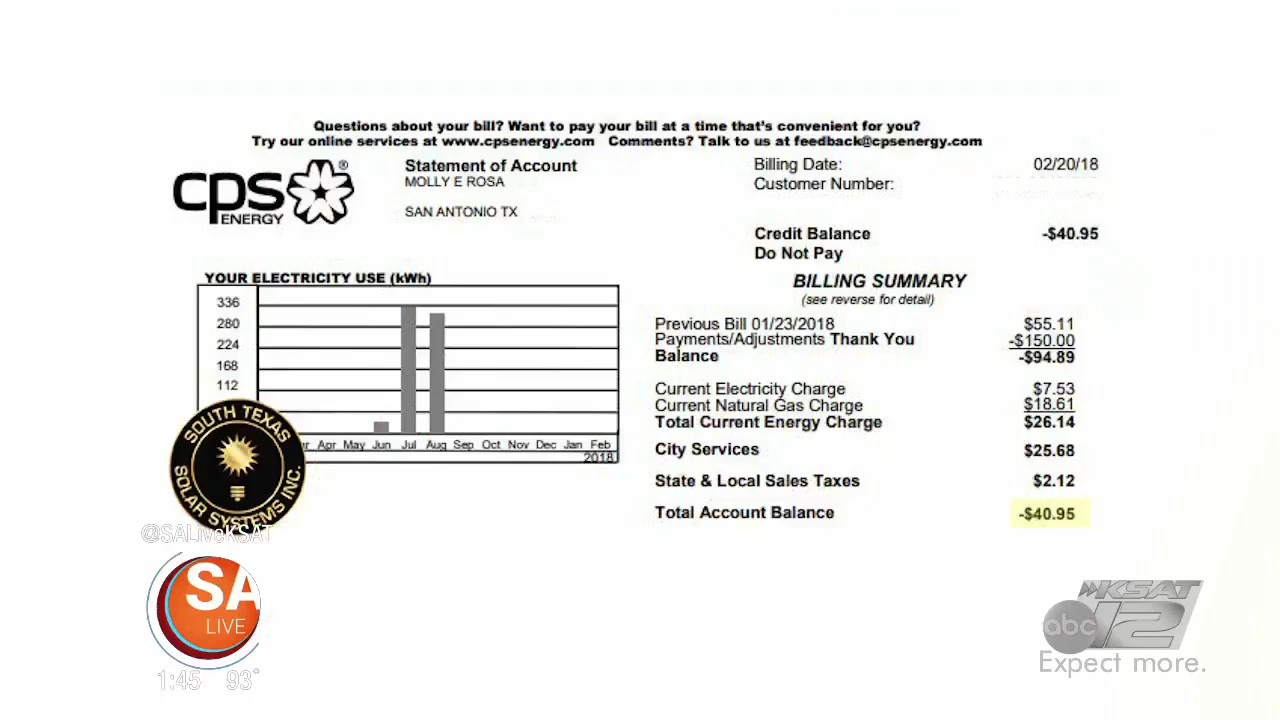 Questions about your bill? Want to pay your bill at a time that's convenient for you?
Try our online services at www.cpsenergy.com Comments? Talk to us at feedback@cpsenergy.com
cps ENERGY ®
Statement of Account
MOLLY E ROSA
SAN ANTONIO TX
Billing Date: 02/20/18
Customer Number:
Credit Balance -$40.95
Do Not Pay
YOUR ELECTRICITY USE (kWh)
336
280
224
168
112
Apr May Jun Jul Aug Sep Oct Nov Dec Jan Feb
2018
BILLING SUMMARY
(see reverse for detail)
Previous Bill 01/23/2018 $55.11
Payments/Adjustments Thank You -$150.00
Balance -$94.89
Current Electricity Charge $7.53
Current Natural Gas Charge $18.61
Total Current Energy Charge $26.14
City Services $25.68
State & Local Sales Taxes $2.12
Total Account Balance -$40.95
SOUTH TEXAS
SOLAR SYSTEMS INC.
@SALiveKSAT
SA
LIVE
1:45 93°
KSAT
abc 12
Expect more.